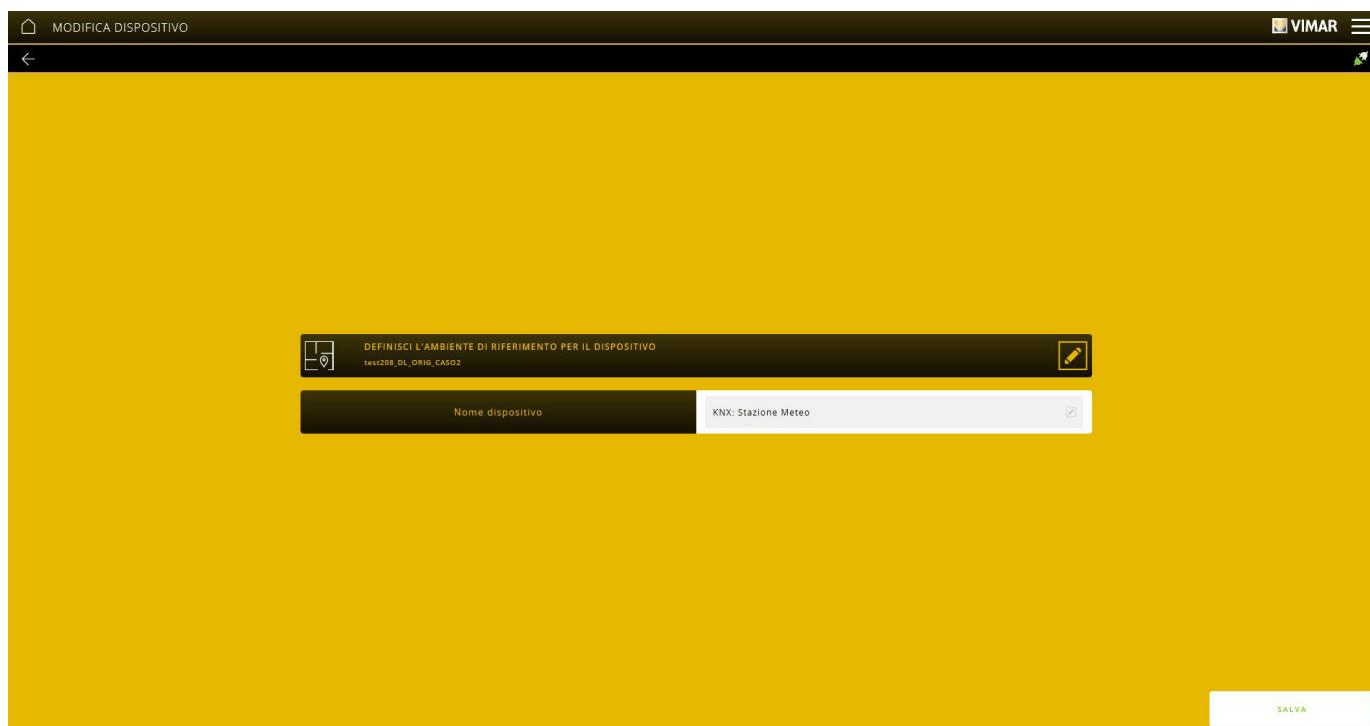 MODIFICA DISPOSITIVO
VIMAR
DEFINISCI L'AMBIENTE DI RIFERIMENTO PER IL DISPOSITIVO
test208_DL_ORIG_CASO2
Nome dispositivo
KNX: Stazione Meteo
SALVA